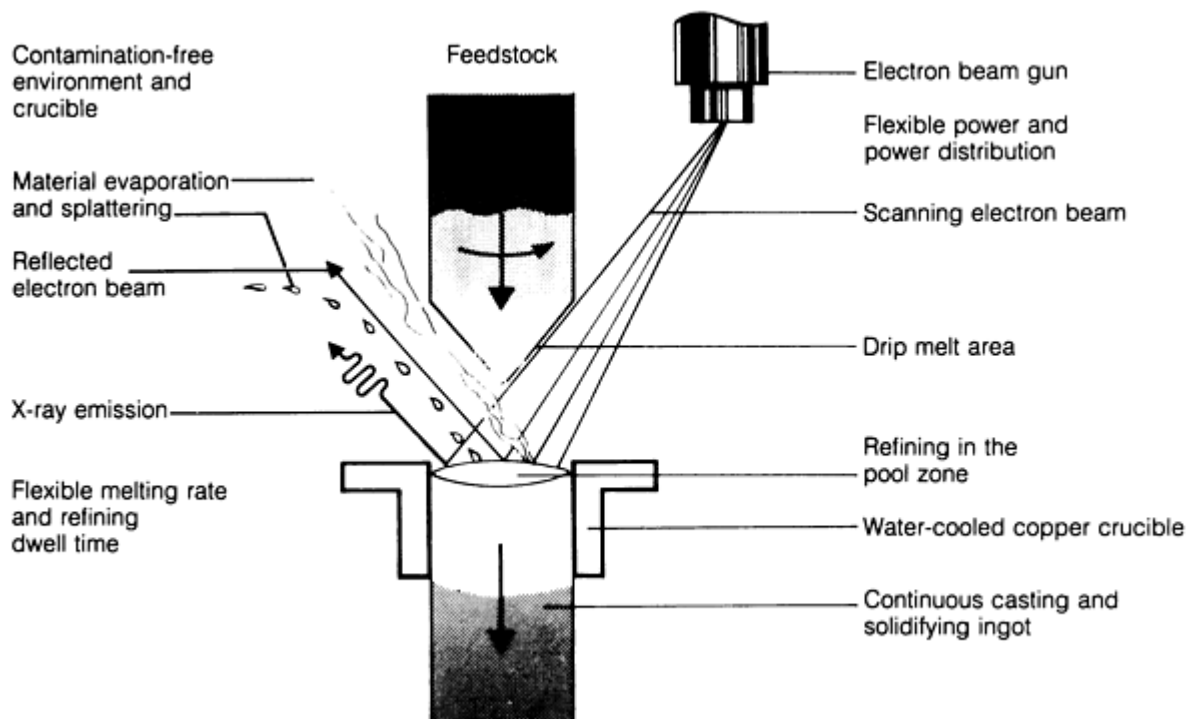 Contamination-free
environment and
crucible
Feedstock
Electron beam gun
Flexible power and
power distribution
Material evaporation
and splattering
Scanning electron beam
Reflected
electron beam
Drip melt area
X-ray emission
Refining in the
pool zone
Flexible melting rate
and refining
dwell time
Water-cooled copper crucible
Continuous casting and
solidifying ingot